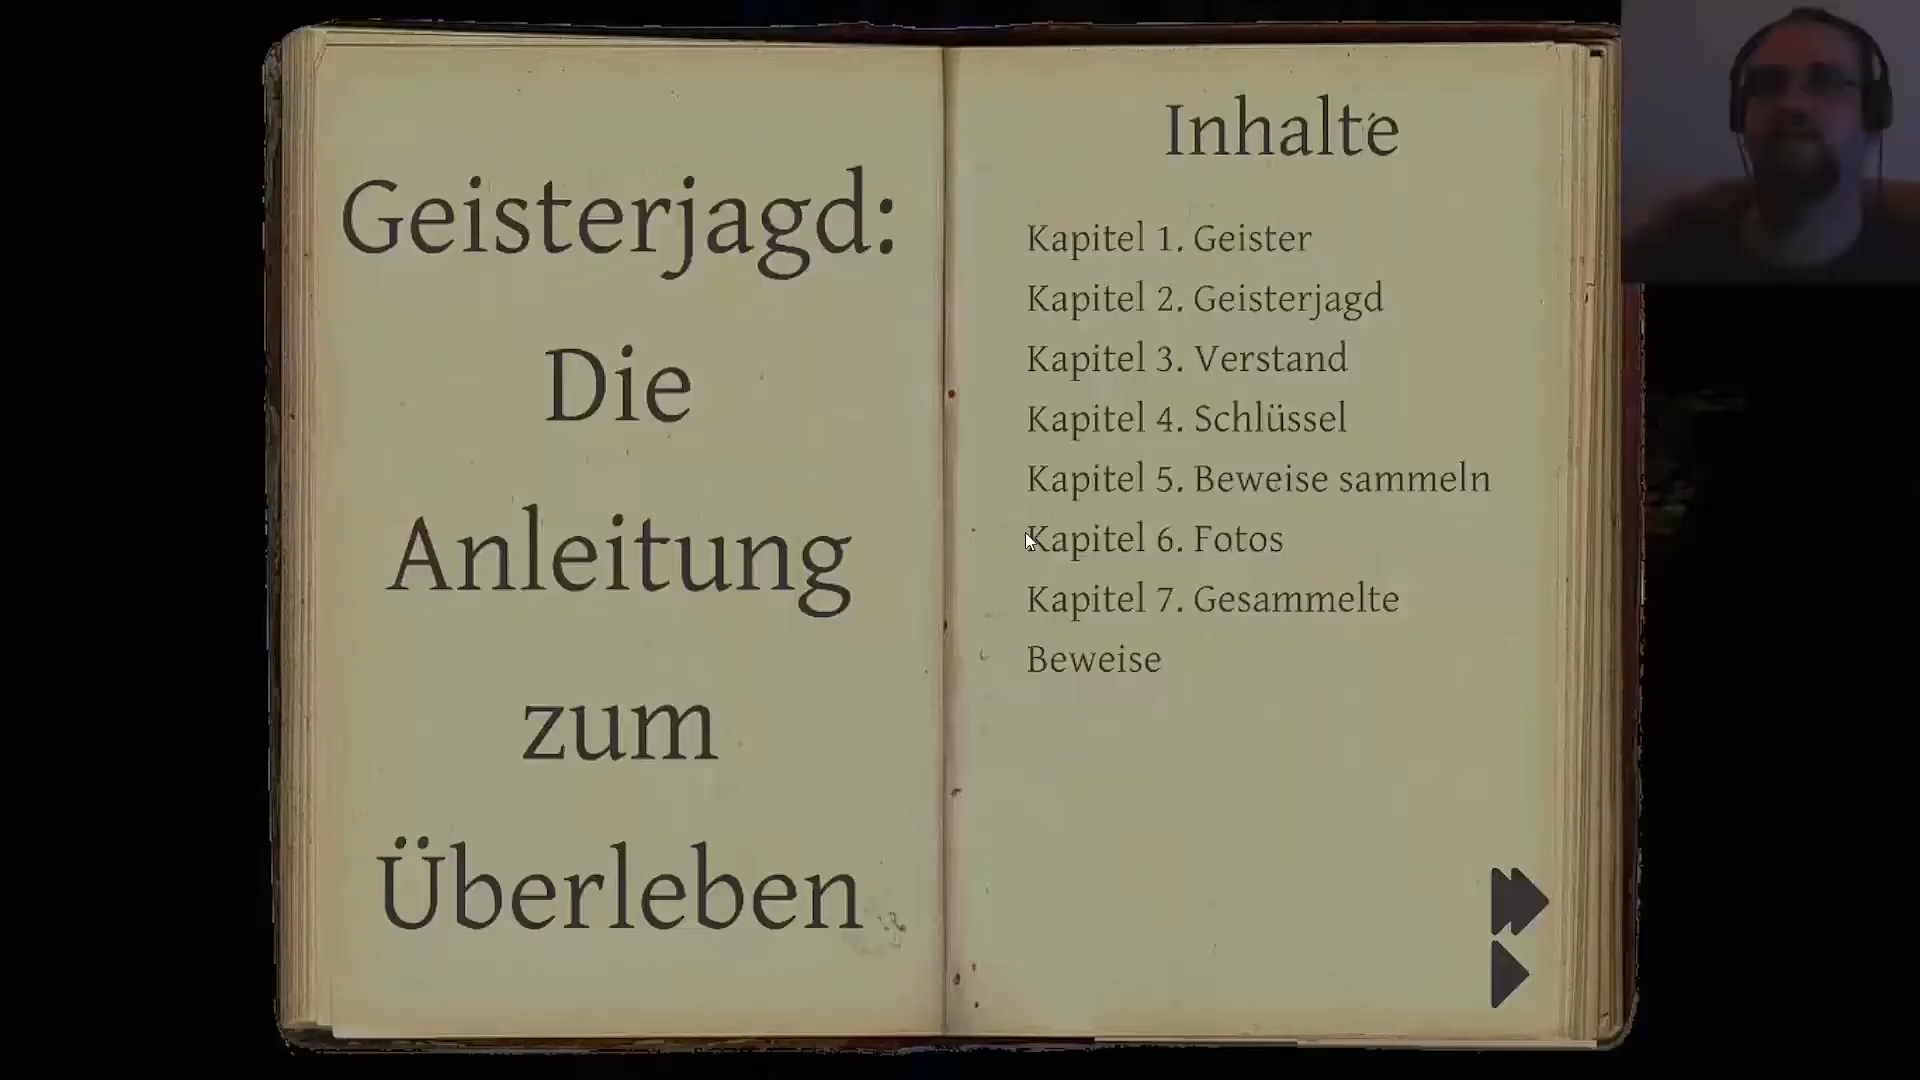 Geisterjagd:
Die
Anleitung
zum
Überleben
Inhalte
Kapitel 1. Geister
Kapitel 2. Geisterjagd
Kapitel 3. Verstand
Kapitel 4. Schlüssel
Kapitel 5. Beweise sammeln
Kapitel 6. Fotos
Kapitel 7. Gesammelte
Beweise